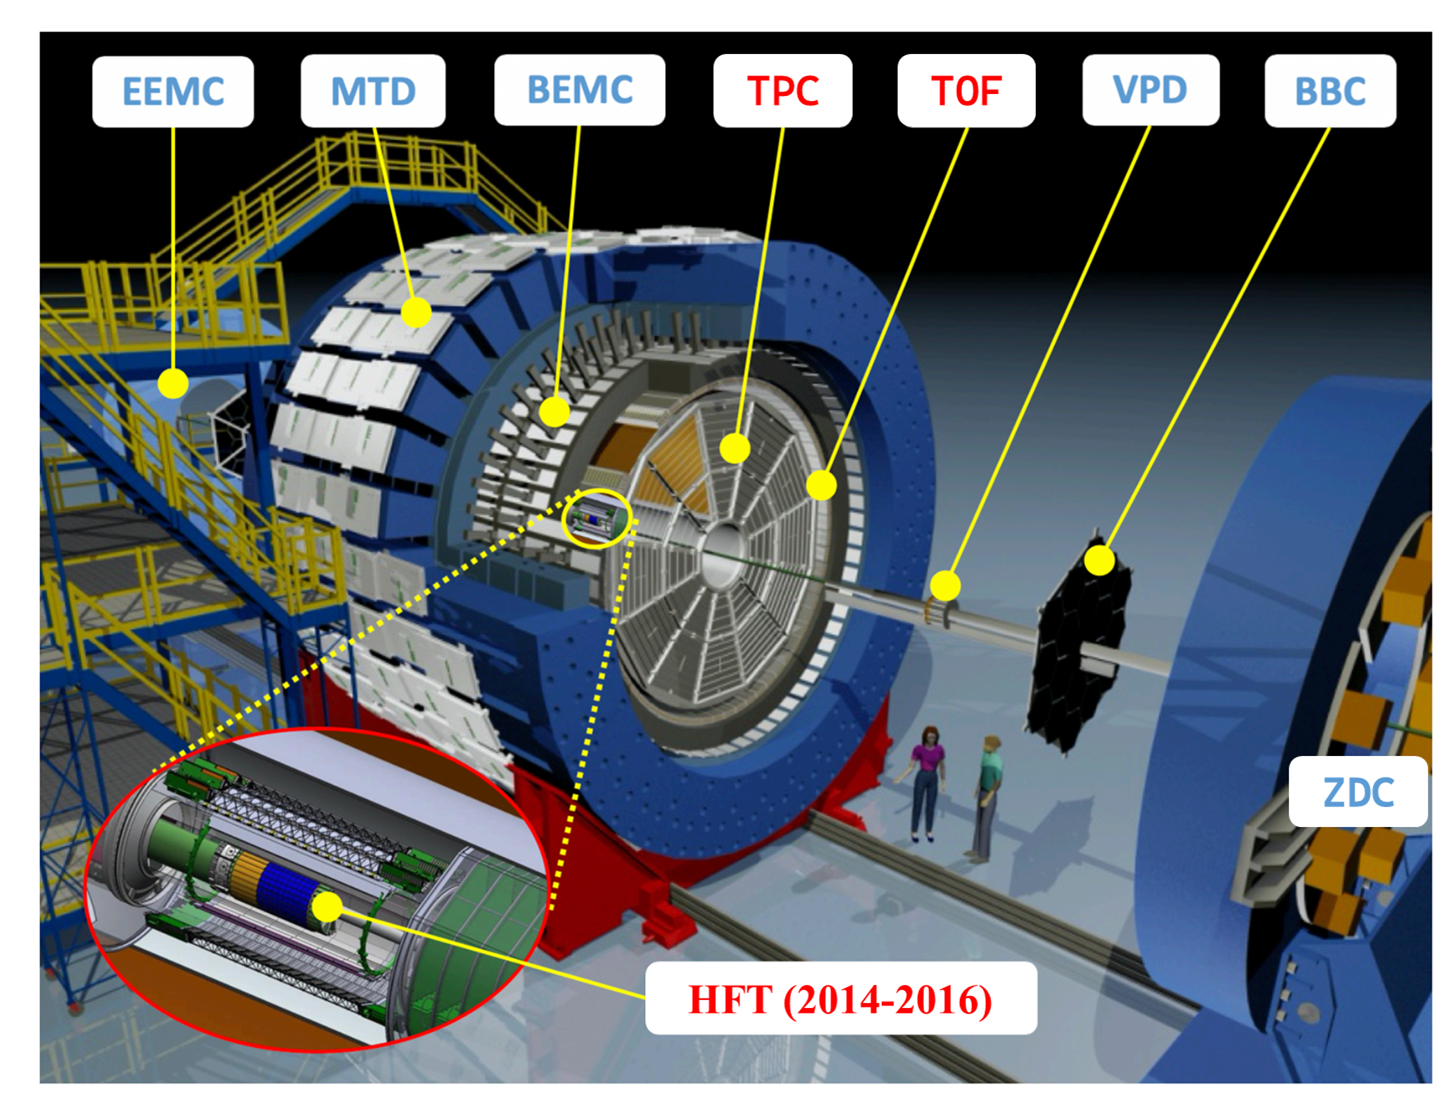 EEMC
MTD
BEMC
TPC
TOF
VPD
BBC
ZDC
HFT (2014-2016)